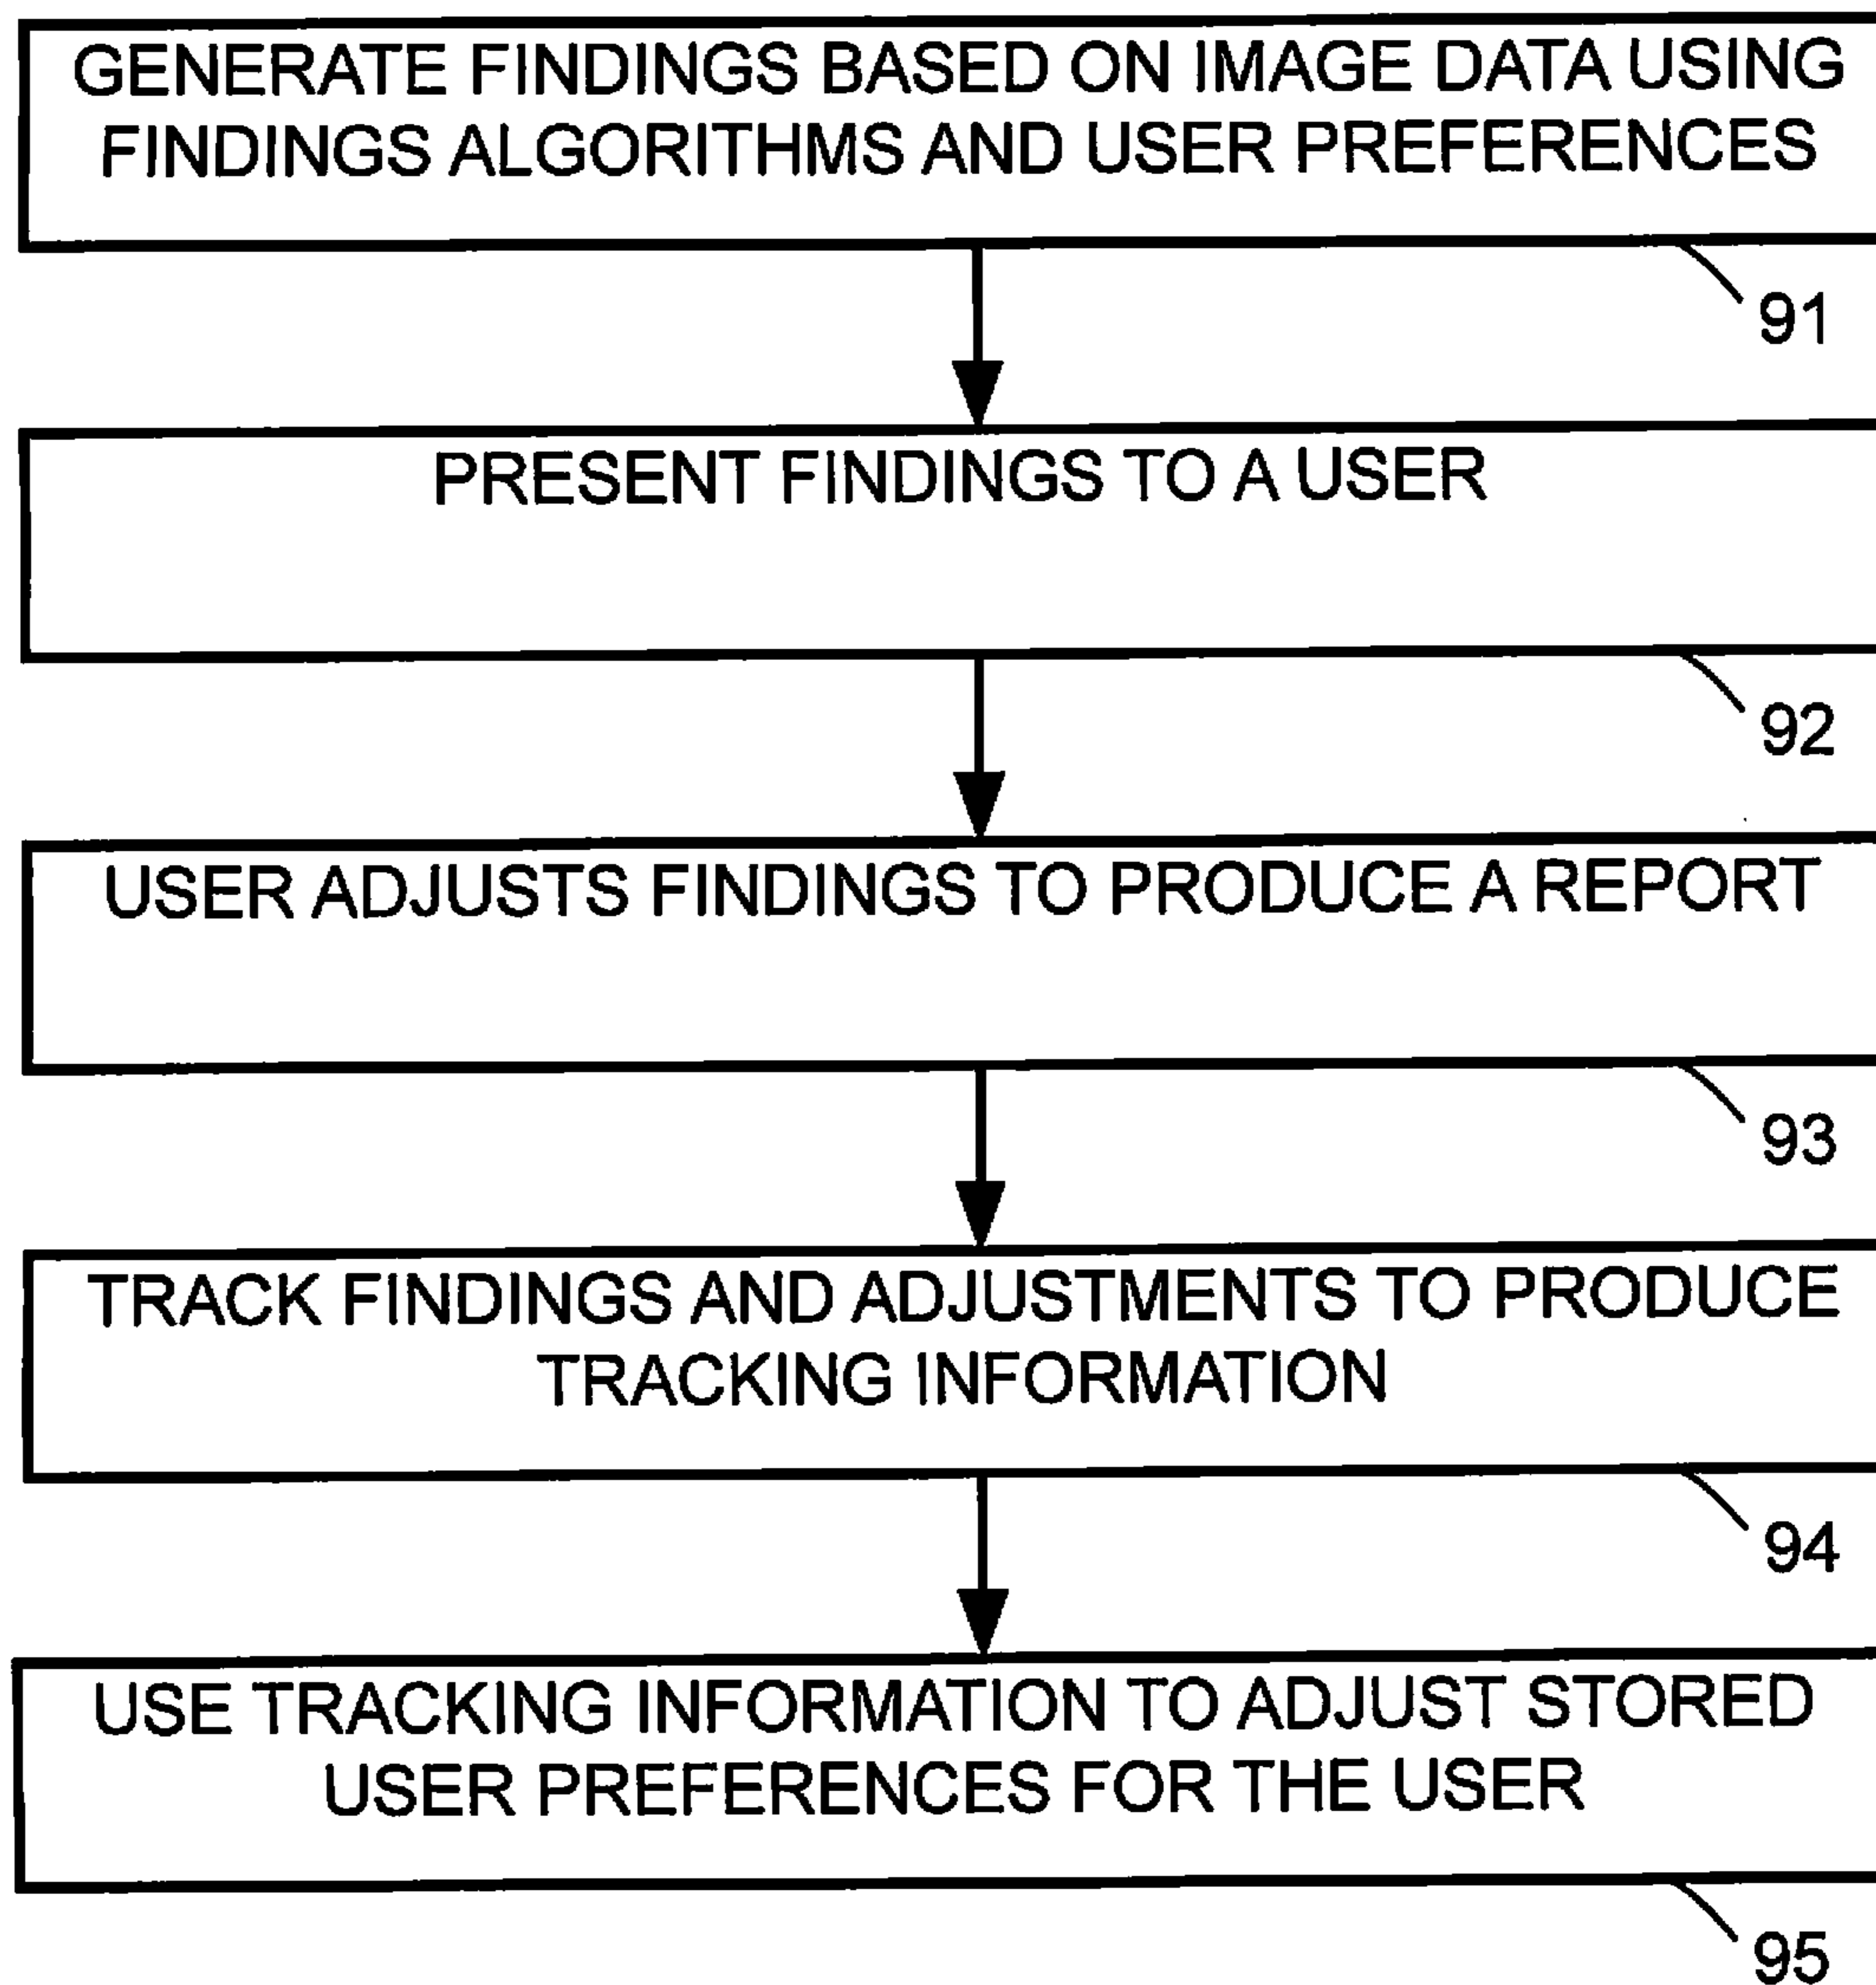 GENERATE FINDINGS BASED ON IMAGE DATA USING
FINDINGS ALGORITHMS AND USER PREFERENCES
91
PRESENT FINDINGS TO A USER
92
USER ADJUSTS FINDINGS TO PRODUCE A REPORT
93
TRACK FINDINGS AND ADJUSTMENTS TO PRODUCE
TRACKING INFORMATION
94
USE TRACKING INFORMATION TO ADJUST STORED
USER PREFERENCES FOR THE USER
95